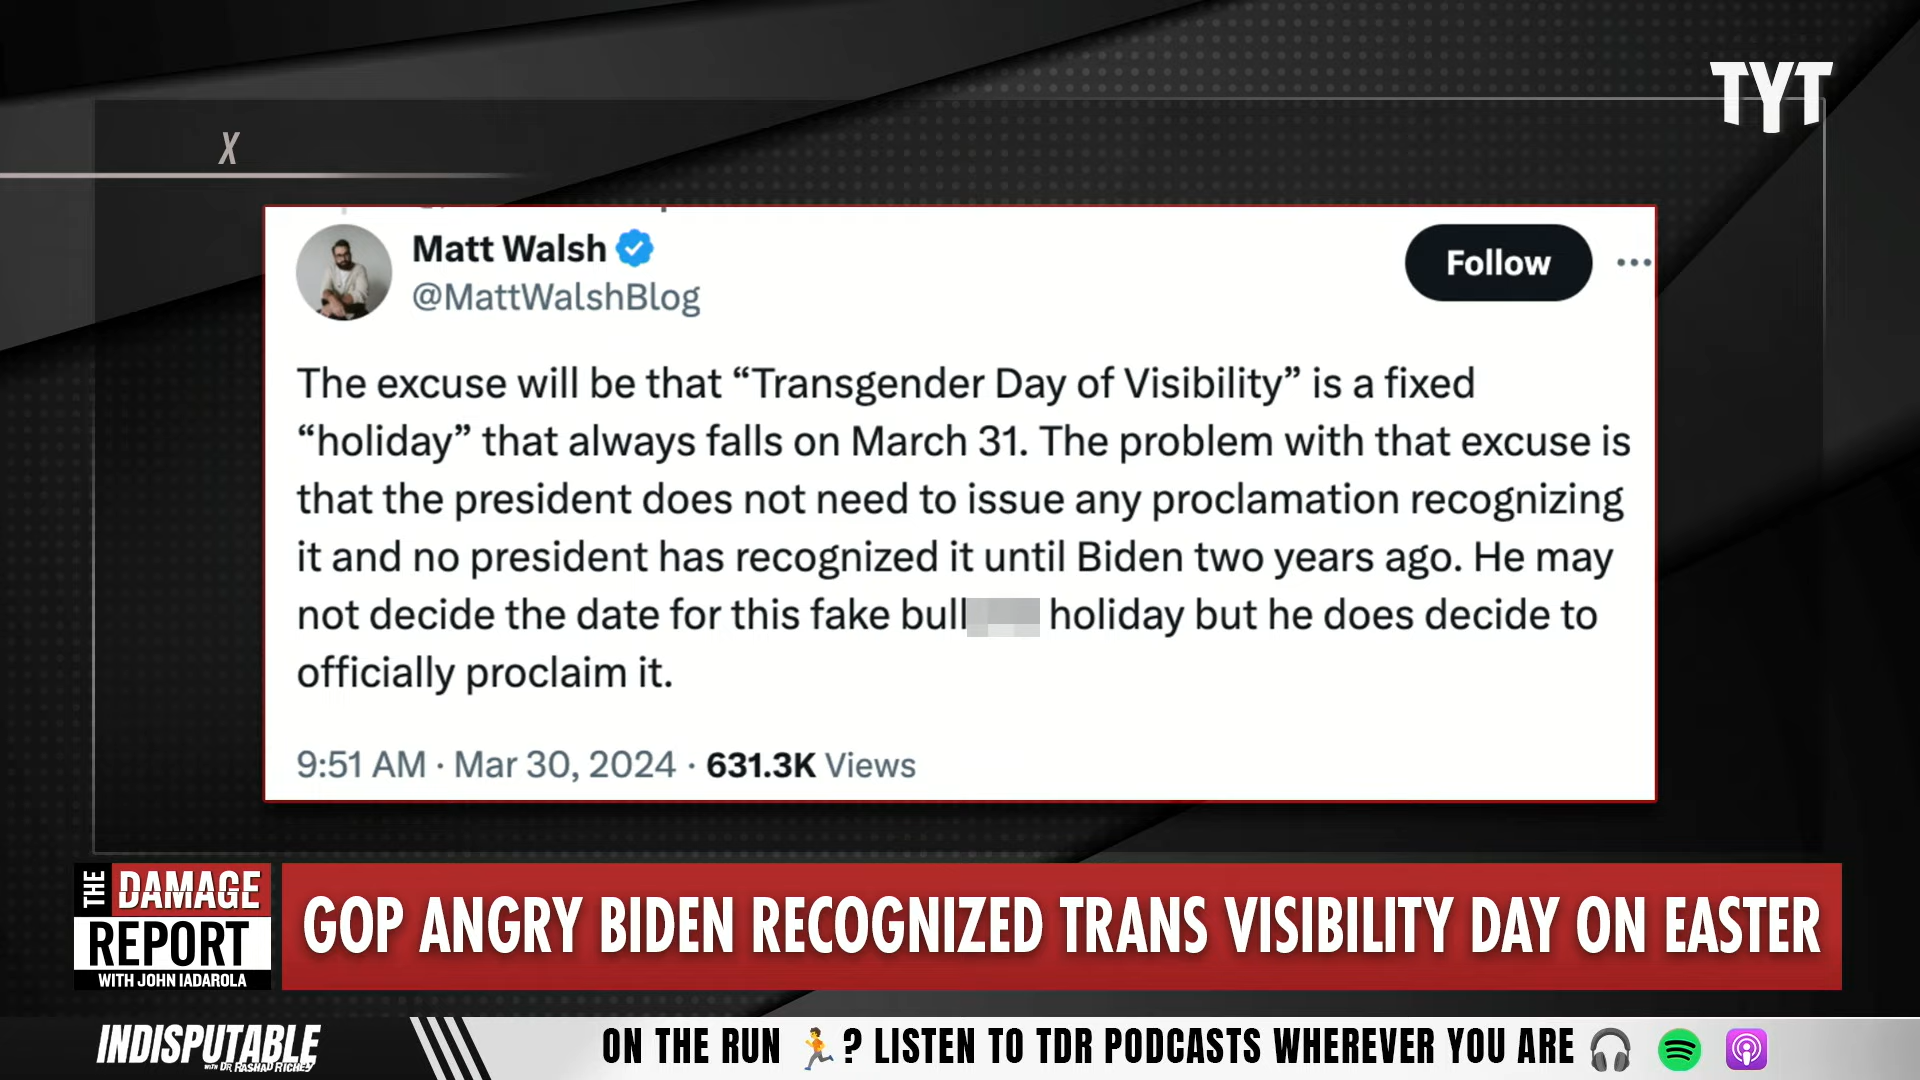 TYT
X
Matt Walsh
@MattWalshBlog
Follow
The excuse will be that “Transgender Day of Visibility” is a fixed
“holiday” that always falls on March 31. The problem with that excuse is
that the president does not need to issue any proclamation recognizing
it and no president has recognized it until Biden two years ago. He may
not decide the date for this fake bull holiday but he does decide to
officially proclaim it.
9:51 AM · Mar 30, 2024 · 631.3K Views
THE DAMAGE
REPORT
WITH JOHN IADAROLA
GOP ANGRY BIDEN RECOGNIZED TRANS VISIBILITY DAY ON EASTER
INDISPUTABLE
WITH DR RASHAD RICHEY
ON THE RUN 🏃? LISTEN TO TDR PODCASTS WHEREVER YOU ARE